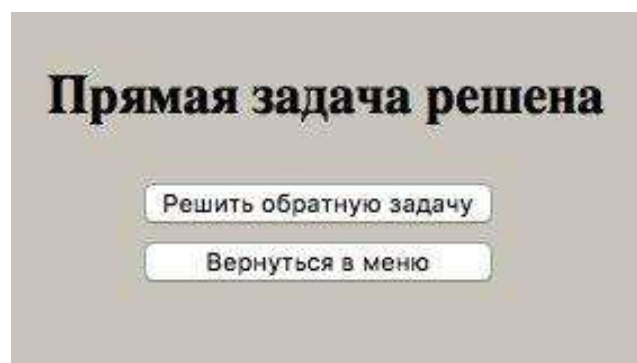 Прямая задача решена
Решить обратную задачу
Вернуться в меню